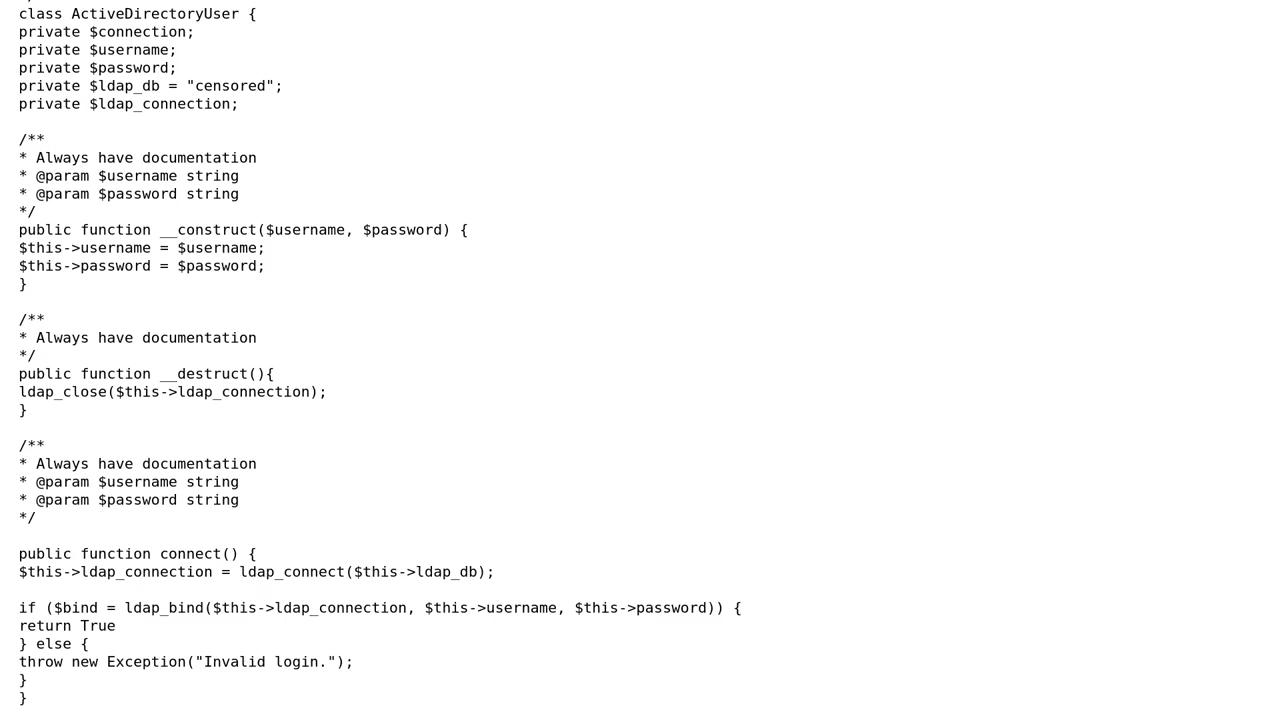 class ActiveDirectoryUser {
private $connection;
private $username;
private $password;
private $ldap_db = "censored";
private $ldap_connection;
/**
* Always have documentation
* @param $username string
* @param $password string
*/
public function __construct($username, $password) {
$this->username = $username;
$this->password = $password;
}
/**
* Always have documentation
*/
public function __destruct(){
ldap_close($this->ldap_connection);
}
/**
* Always have documentation
* @param $username string
* @param $password string
*/
public function connect() {
$this->ldap_connection = ldap_connect($this->ldap_db);
if ($bind = ldap_bind($this->ldap_connection, $this->username, $this->password)) {
return True
} else {
throw new Exception("Invalid login.");
}
}